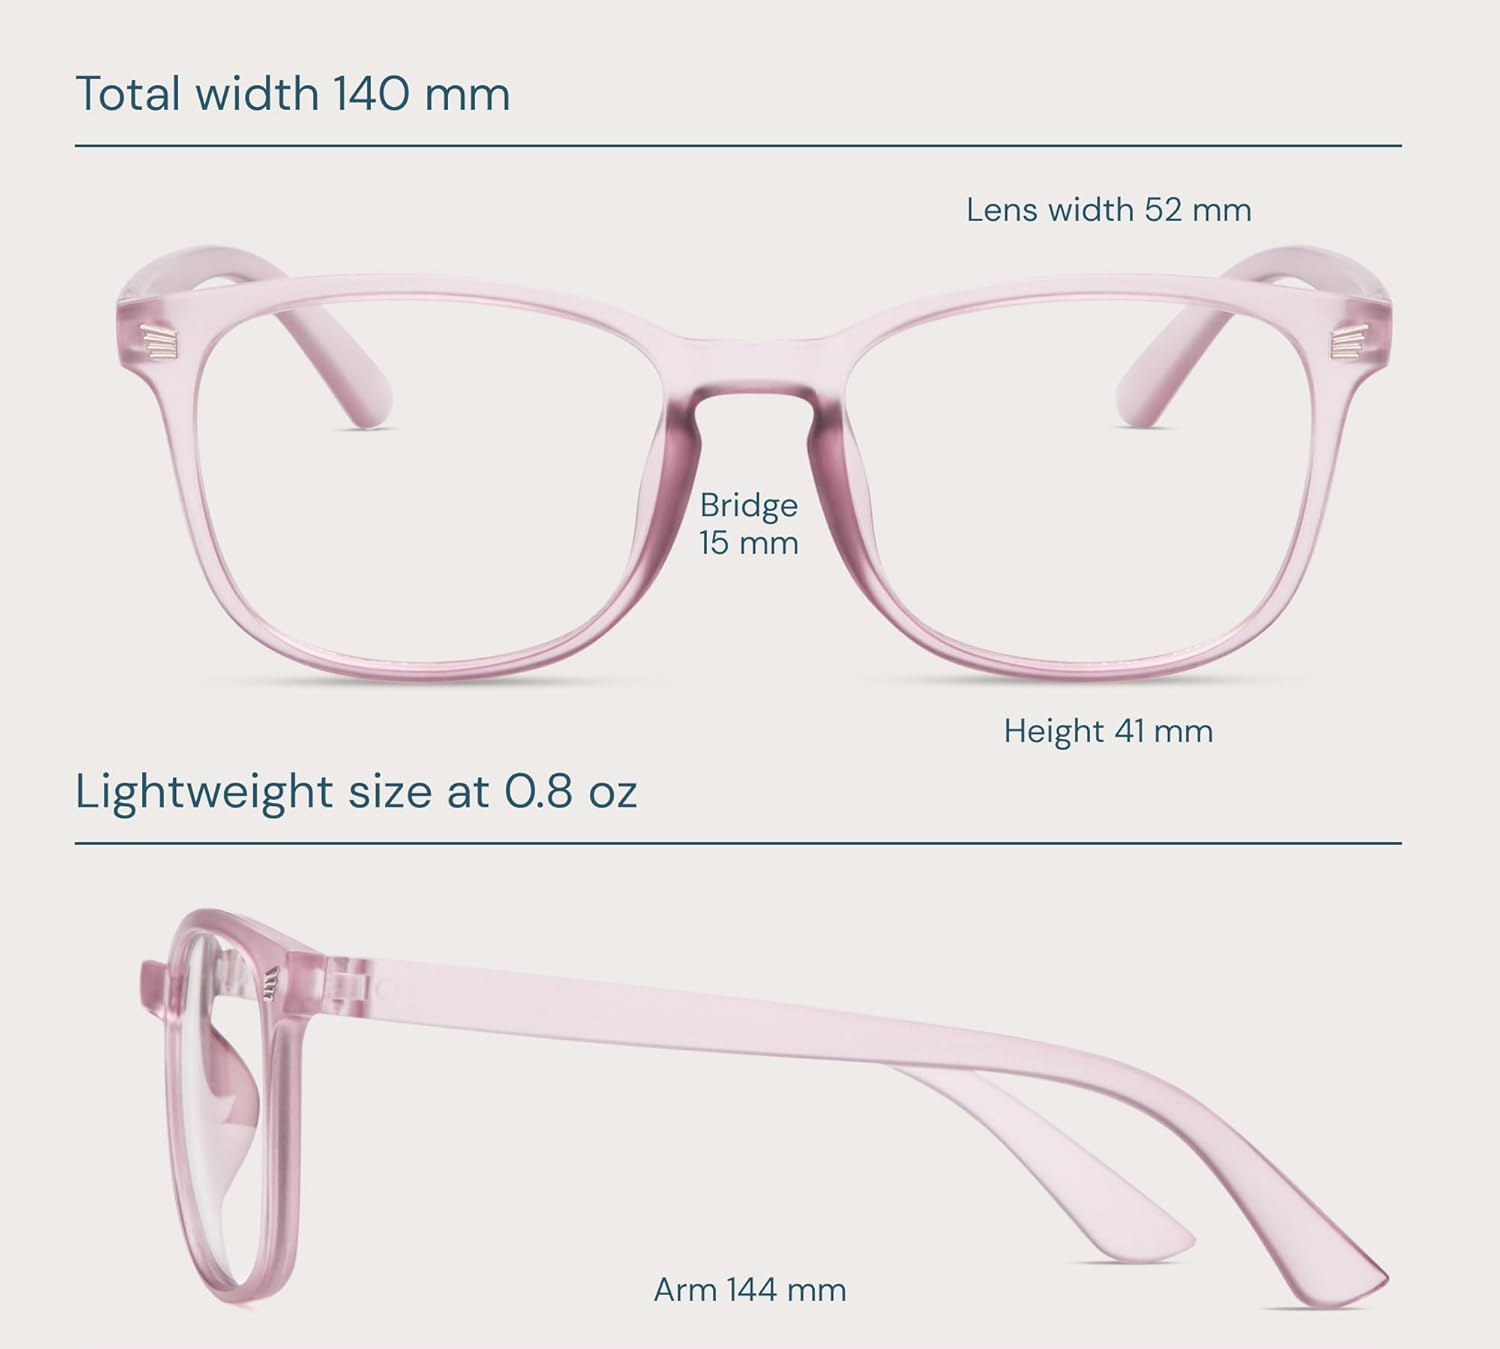 Total width 140 mm
Lens width 52 mm
Bridge
15 mm
Height 41 mm
Lightweight size at 0.8 oz
Arm 144 mm